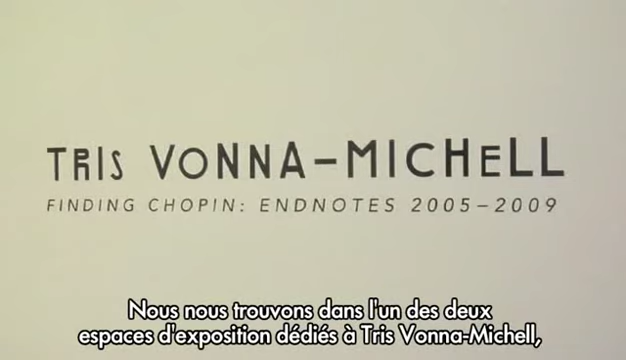 TRIS VONNA-MICHELL
FINDING CHOPIN: ENDNOTES 2005-2009
Nous nous trouvons dans l'un des deux
espaces d'exposition dédiés à Tris Vonna-Michell,